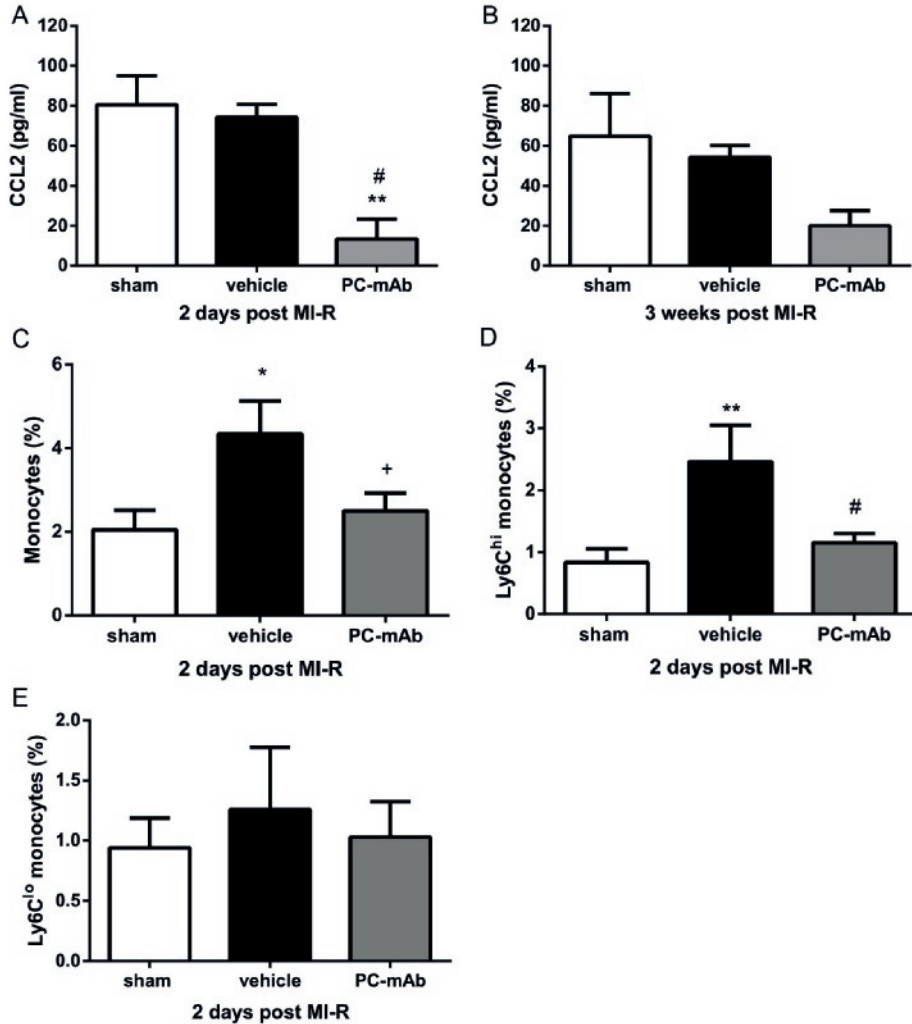 A
CCL2 (pg/ml)
120
100
80
60
40
20
0
#
**
sham vehicle PC-mAb
2 days post MI-R
B
CCL2 (pg/ml)
120
100
80
60
40
20
0
sham vehicle PC-mAb
3 weeks post MI-R
C
Monocytes (%)
6
4
2
0
*
+
sham vehicle PC-mAb
2 days post MI-R
D
Ly6Chi monocytes (%)
4
3
2
1
0
**
#
sham vehicle PC-mAb
2 days post MI-R
E
Ly6Clo monocytes (%)
2.0
1.5
1.0
0.5
0.0
sham vehicle PC-mAb
2 days post MI-R